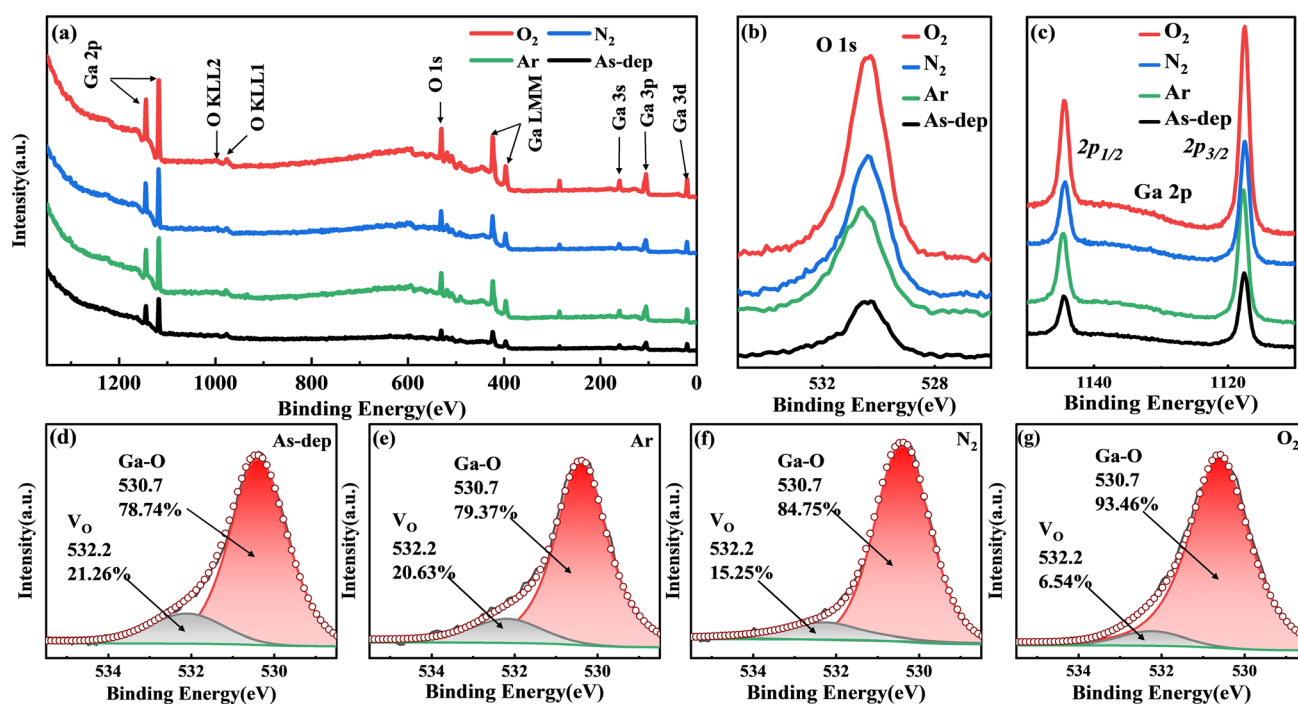 (a)
O₂
N₂
Ar
As-dep
Ga 2p
O KLL2
O KLL1
O 1s
Ga LMM
Ga 3s
Ga 3p
Ga 3d
Intensity(a.u.)
1200 1000 800 600 400 200 0
Binding Energy(eV)
(b)
O 1s
O₂
N₂
Ar
As-dep
Intensity(a.u.)
532 528
Binding Energy(eV)
(c)
O₂
N₂
Ar
As-dep
2p1/2
2p3/2
Ga 2p
Intensity(a.u.)
1140 1120
Binding Energy(eV)
(d) As-dep
Ga-O
530.7
78.74%
VO
532.2
21.26%
Intensity(a.u.)
534 532 530
Binding Energy(eV)
(e) Ar
Ga-O
530.7
79.37%
VO
532.2
20.63%
Intensity(a.u.)
534 532 530
Binding Energy(eV)
(f) N₂
Ga-O
530.7
84.75%
VO
532.2
15.25%
Intensity(a.u.)
534 532 530
Binding Energy(eV)
(g) O₂
Ga-O
530.7
93.46%
VO
532.2
6.54%
Intensity(a.u.)
534 532 530
Binding Energy(eV)